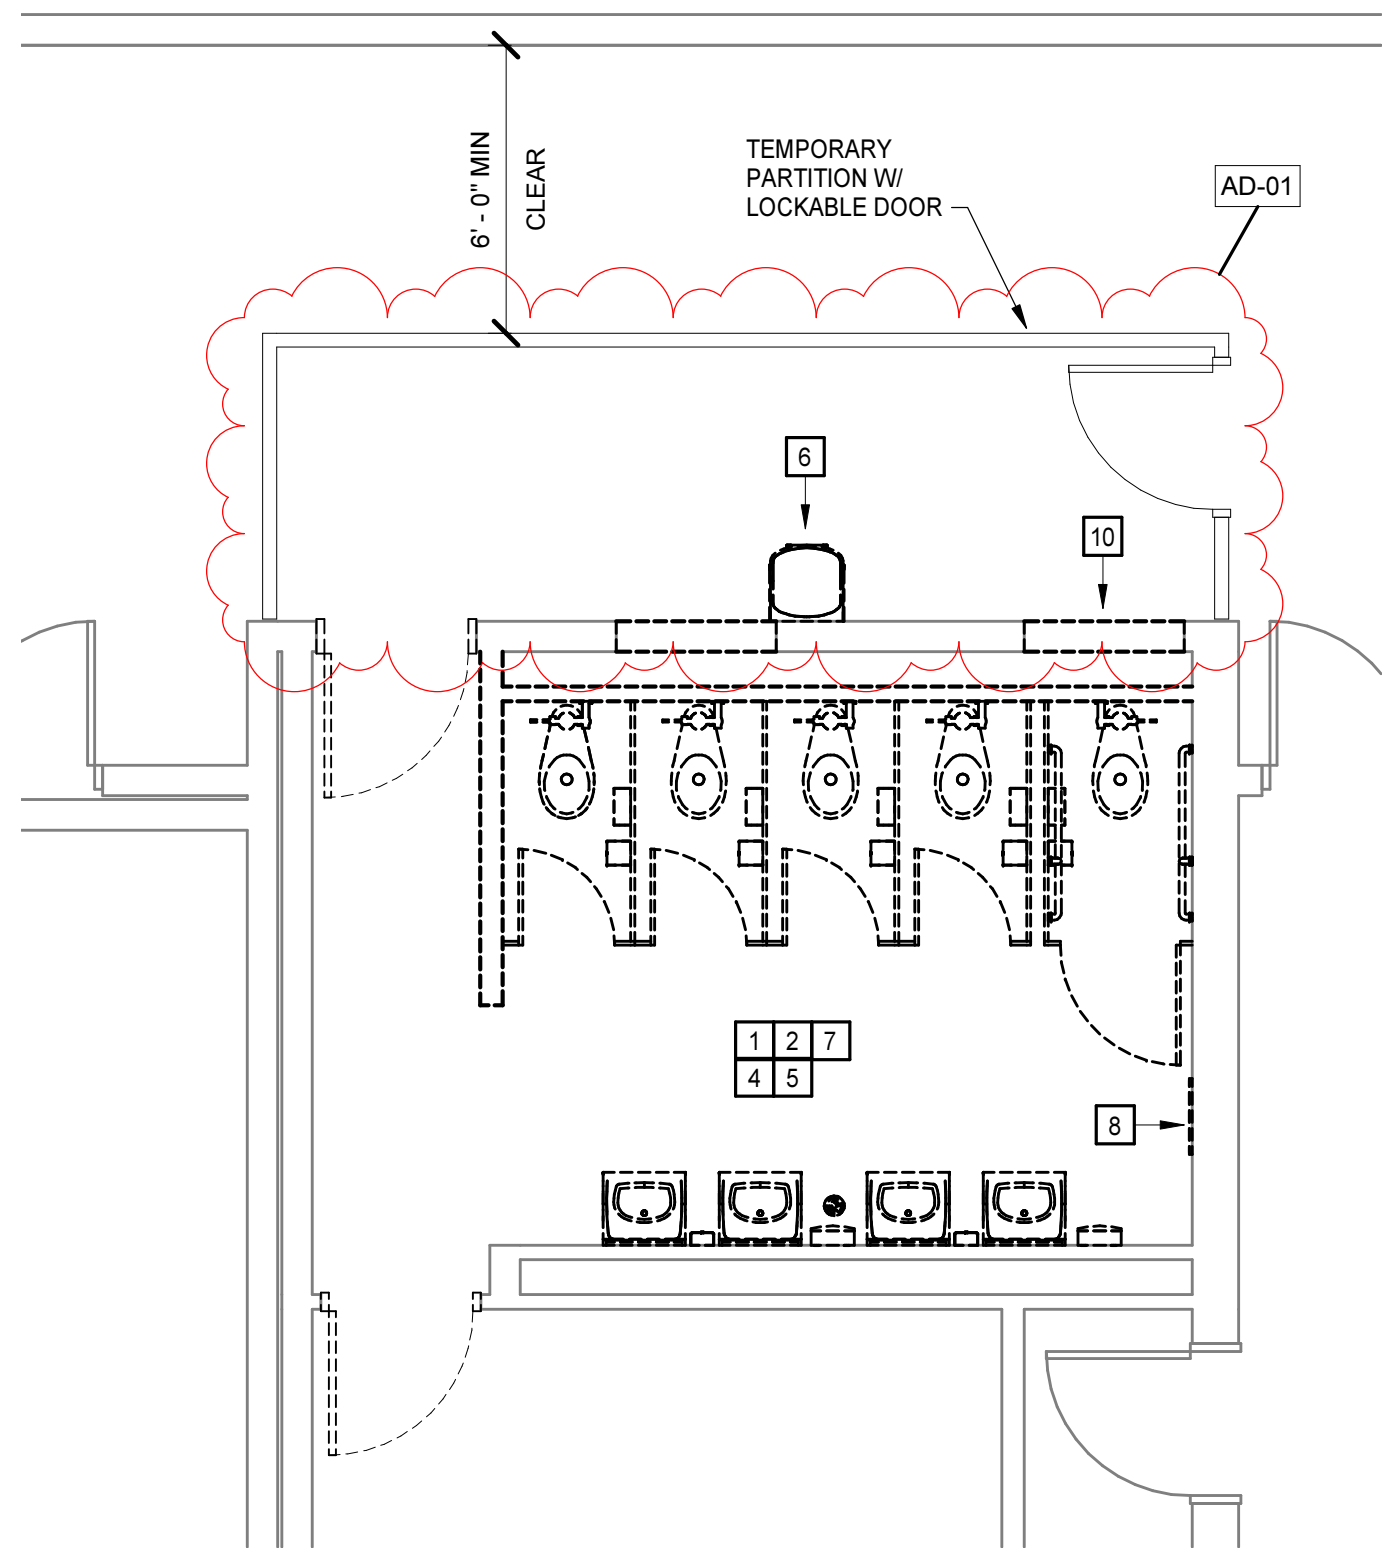 6' - 0" MIN
CLEAR
TEMPORARY
PARTITION W/
LOCKABLE DOOR
AD-01
6
10
1 2 7
4 5
8